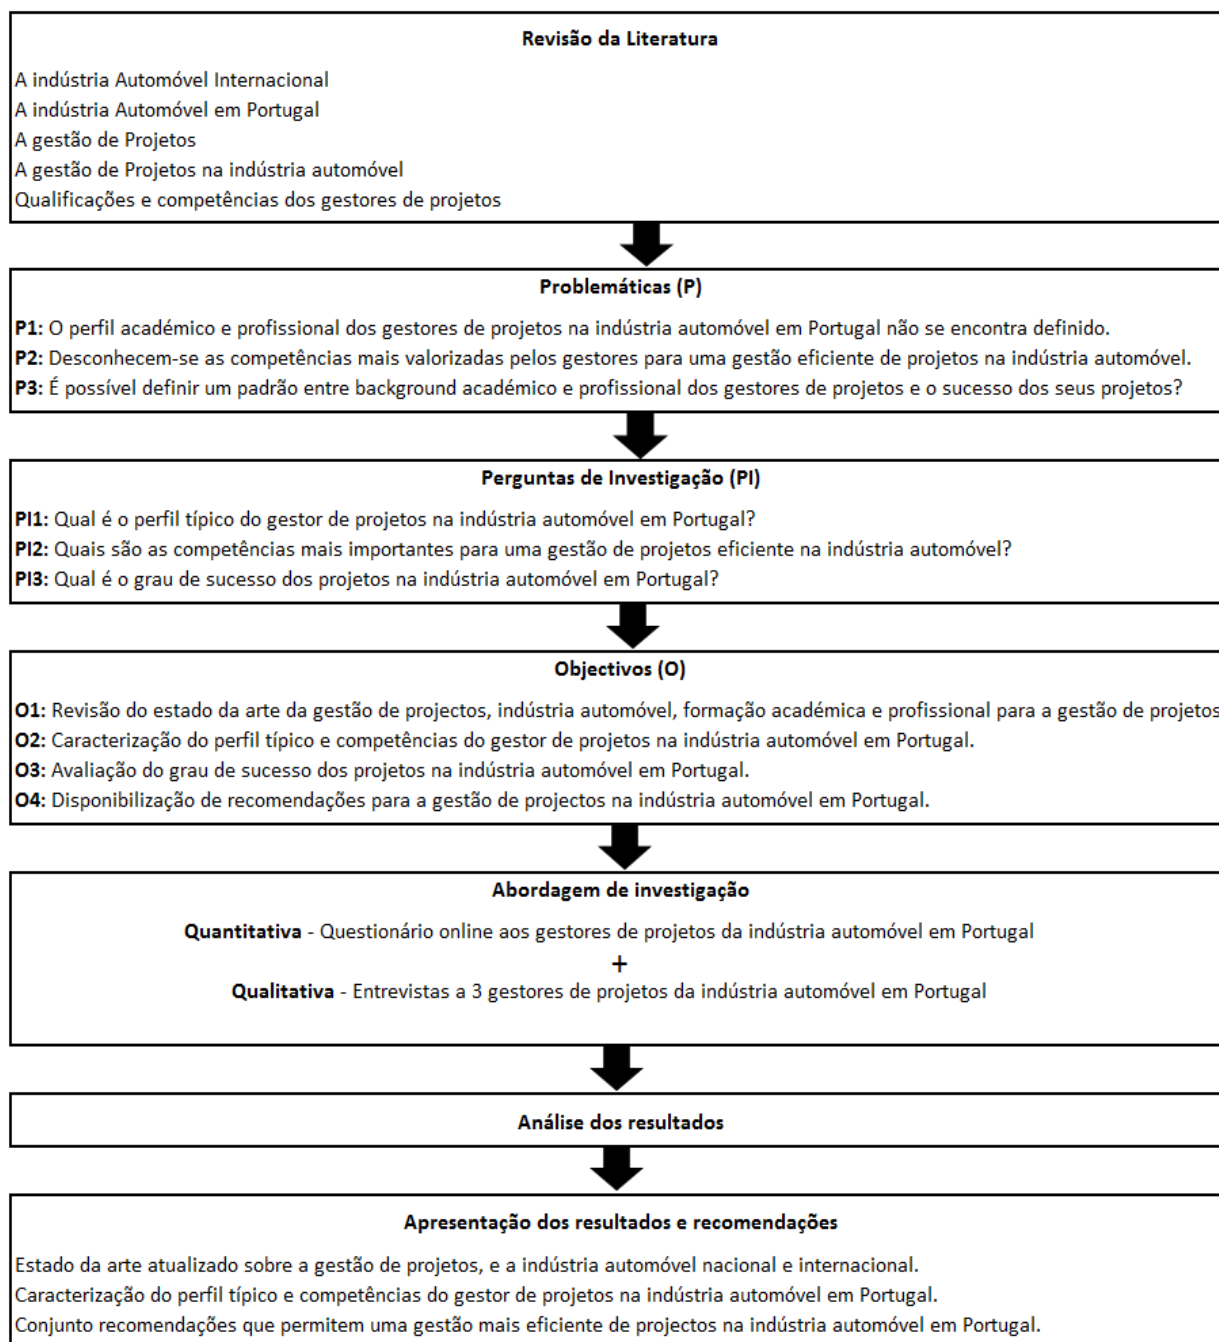 Revisão da Literatura
A indústria Automóvel Internacional
A indústria Automóvel em Portugal
A gestão de Projetos
A gestão de Projetos na indústria automóvel
Qualificações e competências dos gestores de projetos
Problemáticas (P)
P1: O perfil académico e profissional dos gestores de projetos na indústria automóvel em Portugal não se encontra definido.
P2: Desconhecem-se as competências mais valorizadas pelos gestores para uma gestão eficiente de projetos na indústria automóvel.
P3: É possível definir um padrão entre background académico e profissional dos gestores de projetos e o sucesso dos seus projetos?
Perguntas de Investigação (PI)
PI1: Qual é o perfil típico do gestor de projetos na indústria automóvel em Portugal?
PI2: Quais são as competências mais importantes para uma gestão de projetos eficiente na indústria automóvel?
PI3: Qual é o grau de sucesso dos projetos na indústria automóvel em Portugal?
Objectivos (O)
O1: Revisão do estado da arte da gestão de projectos, indústria automóvel, formação académica e profissional para a gestão de projetos
O2: Caracterização do perfil típico e competências do gestor de projetos na indústria automóvel em Portugal.
O3: Avaliação do grau de sucesso dos projetos na indústria automóvel em Portugal.
O4: Disponibilização de recomendações para a gestão de projectos na indústria automóvel em Portugal.
Abordagem de investigação
Quantitativa - Questionário online aos gestores de projetos da indústria automóvel em Portugal
+
Qualitativa - Entrevistas a 3 gestores de projetos da indústria automóvel em Portugal
Análise dos resultados
Apresentação dos resultados e recomendações
Estado da arte atualizado sobre a gestão de projetos, e a indústria automóvel nacional e internacional.
Caracterização do perfil típico e competências do gestor de projetos na indústria automóvel em Portugal.
Conjunto recomendações que permitem uma gestão mais eficiente de projectos na indústria automóvel em Portugal.